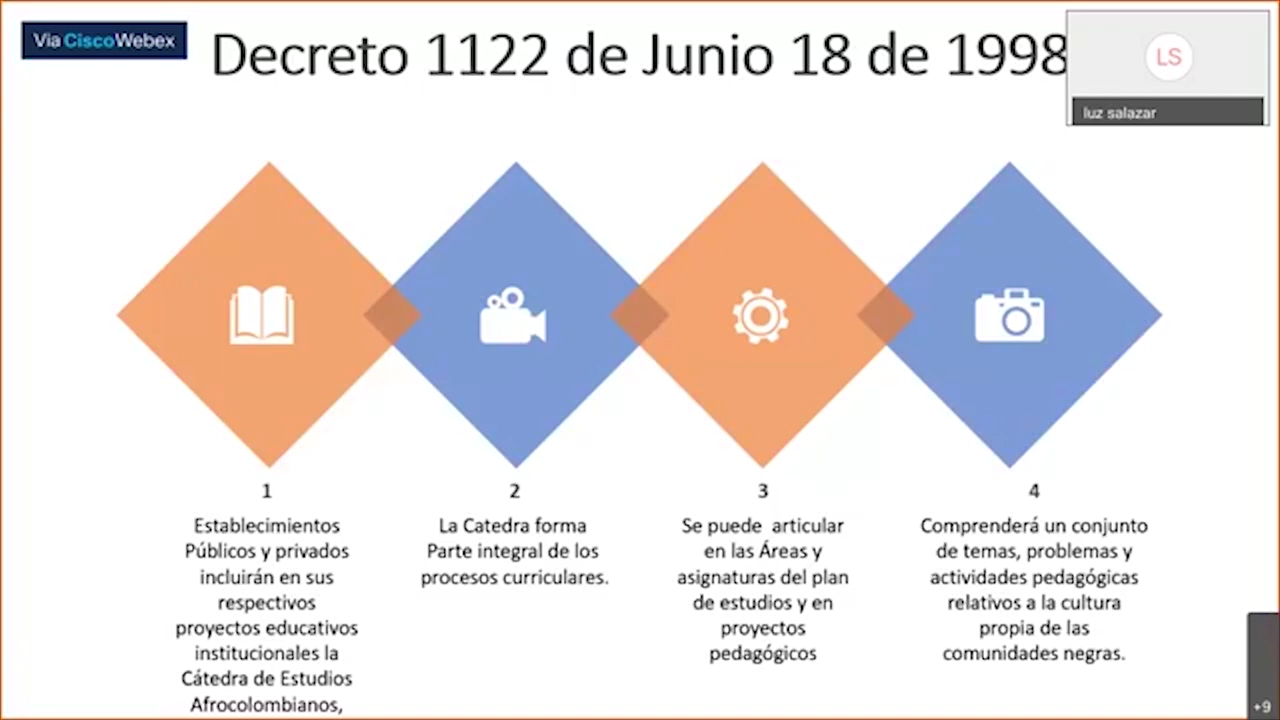 Via CiscoWebex
Decreto 1122 de Junio 18 de 1998
LS
luz salazar
1
Establecimientos
Públicos y privados
incluirán en sus
respectivos
proyectos educativos
institucionales la
Cátedra de Estudios
Afrocolombianos,
2
La Catedra forma
Parte integral de los
procesos curriculares.
3
Se puede articular
en las Áreas y
asignaturas del plan
de estudios y en
proyectos
pedagógicos
4
Comprenderá un conjunto
de temas, problemas y
actividades pedagógicas
relativos a la cultura
propia de las
comunidades negras.
+9